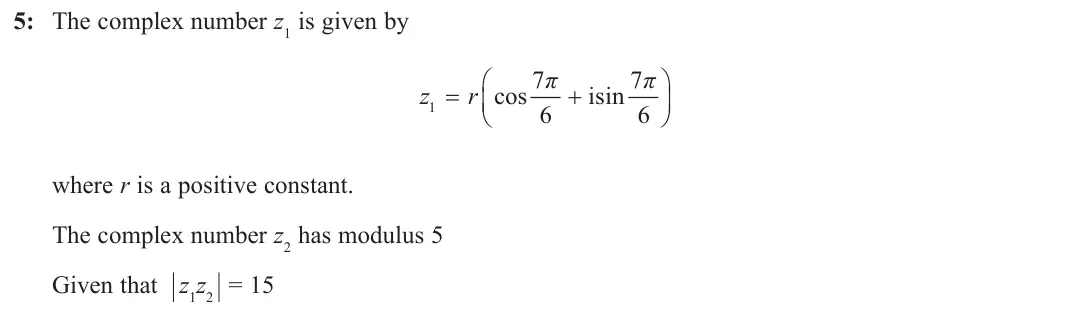 5: The complex number z₁ is given by
z₁ = r(cos 7π/6 + isin 7π/6)
where r is a positive constant.
The complex number z₂ has modulus 5
Given that |z₁z₂| = 15